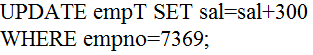 UPDATE empT SET sal=sal+300
WHERE empno=7369;